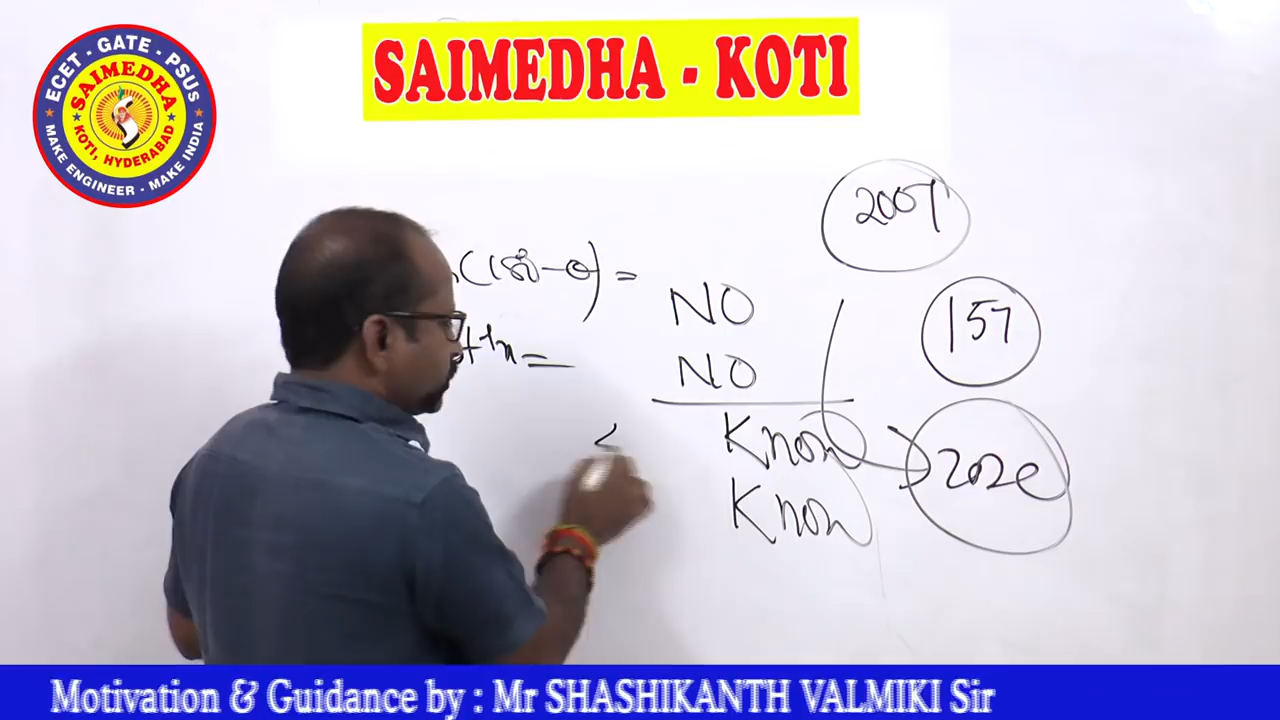 ECET - GATE - PSUS
SAIMEDHA
KOTI, HYDERABAD
MAKE ENGINEER - MAKE INDIA
SAIMEDHA - KOTI
2007
(180-θ) =
NO
157
x =
NO
<
Know
2020
Know
Motivation & Guidance by : Mr SHASHIKANTH VALMIKI Sir